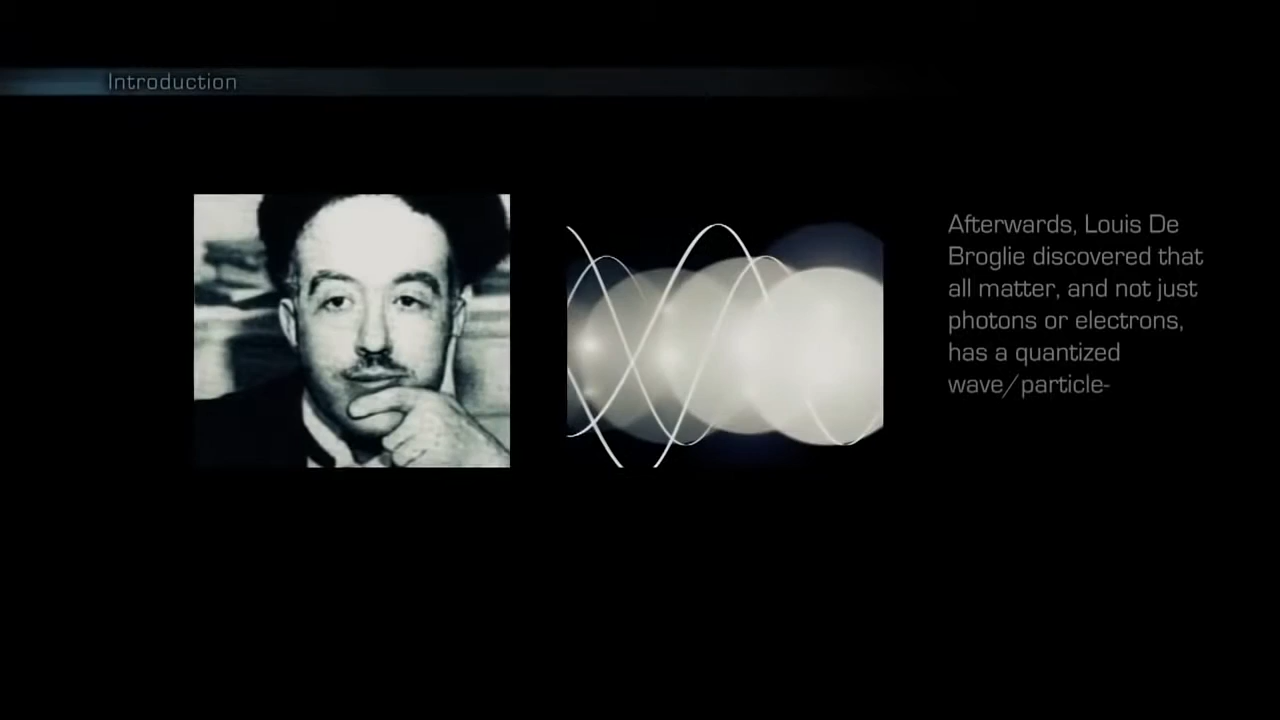 Introduction
Afterwards, Louis De
Broglie discovered that
all matter, and not just
photons or electrons,
has a quantized
wave/particle-